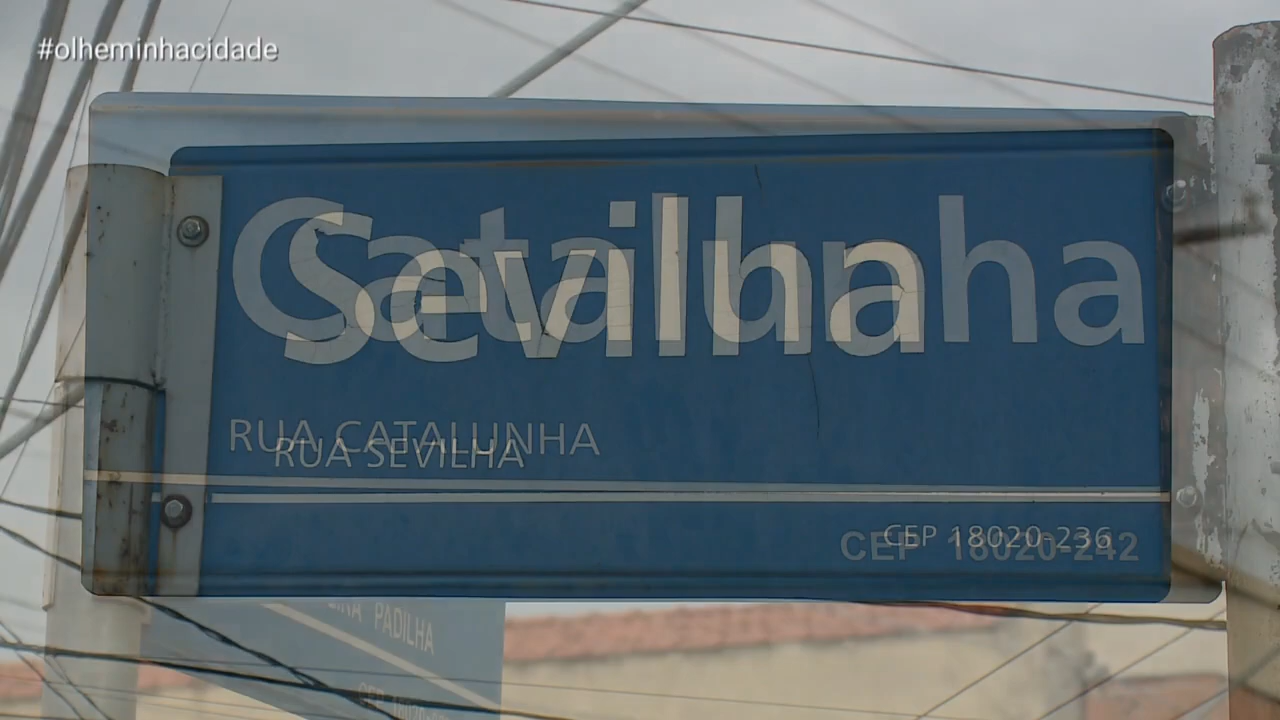 #olheminhacidade
Catalunha
Sevilha
RUA CATALUNHA
RUA SEVILHA
CEP 18020-236
CEP 18020-242
PADILHA